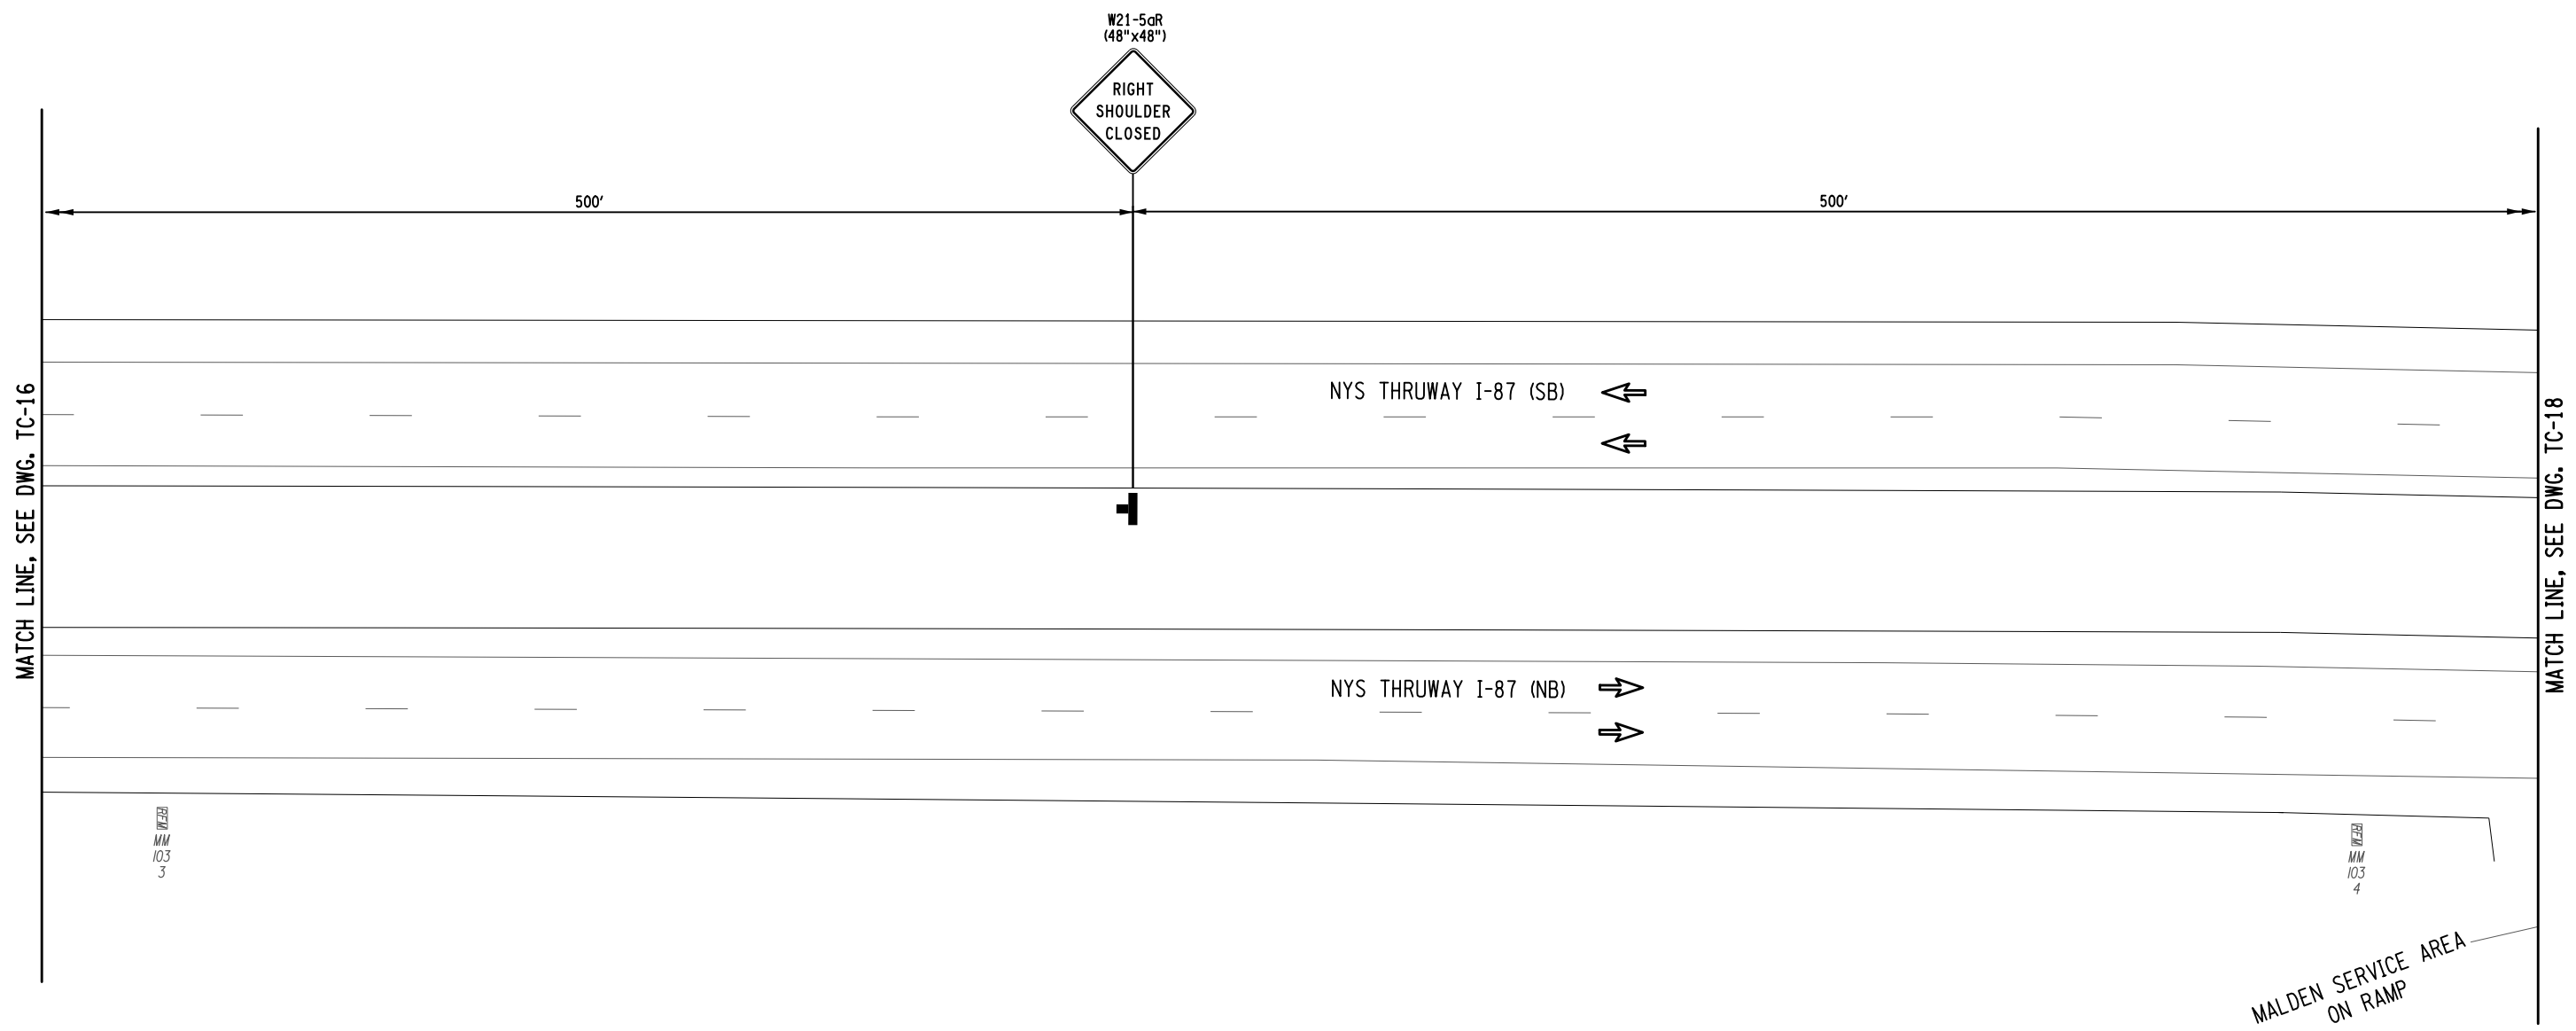 W21-5aR
(48"x48")
RIGHT
SHOULDER
CLOSED
500'
500'
MATCH LINE, SEE DWG. TC-16
NYS THRUWAY I-87 (SB)
MATCH LINE, SEE DWG. TC-18
NYS THRUWAY I-87 (NB)
RFM
MM
103
3
RFM
MM
103
4
MALDEN SERVICE AREA
ON RAMP